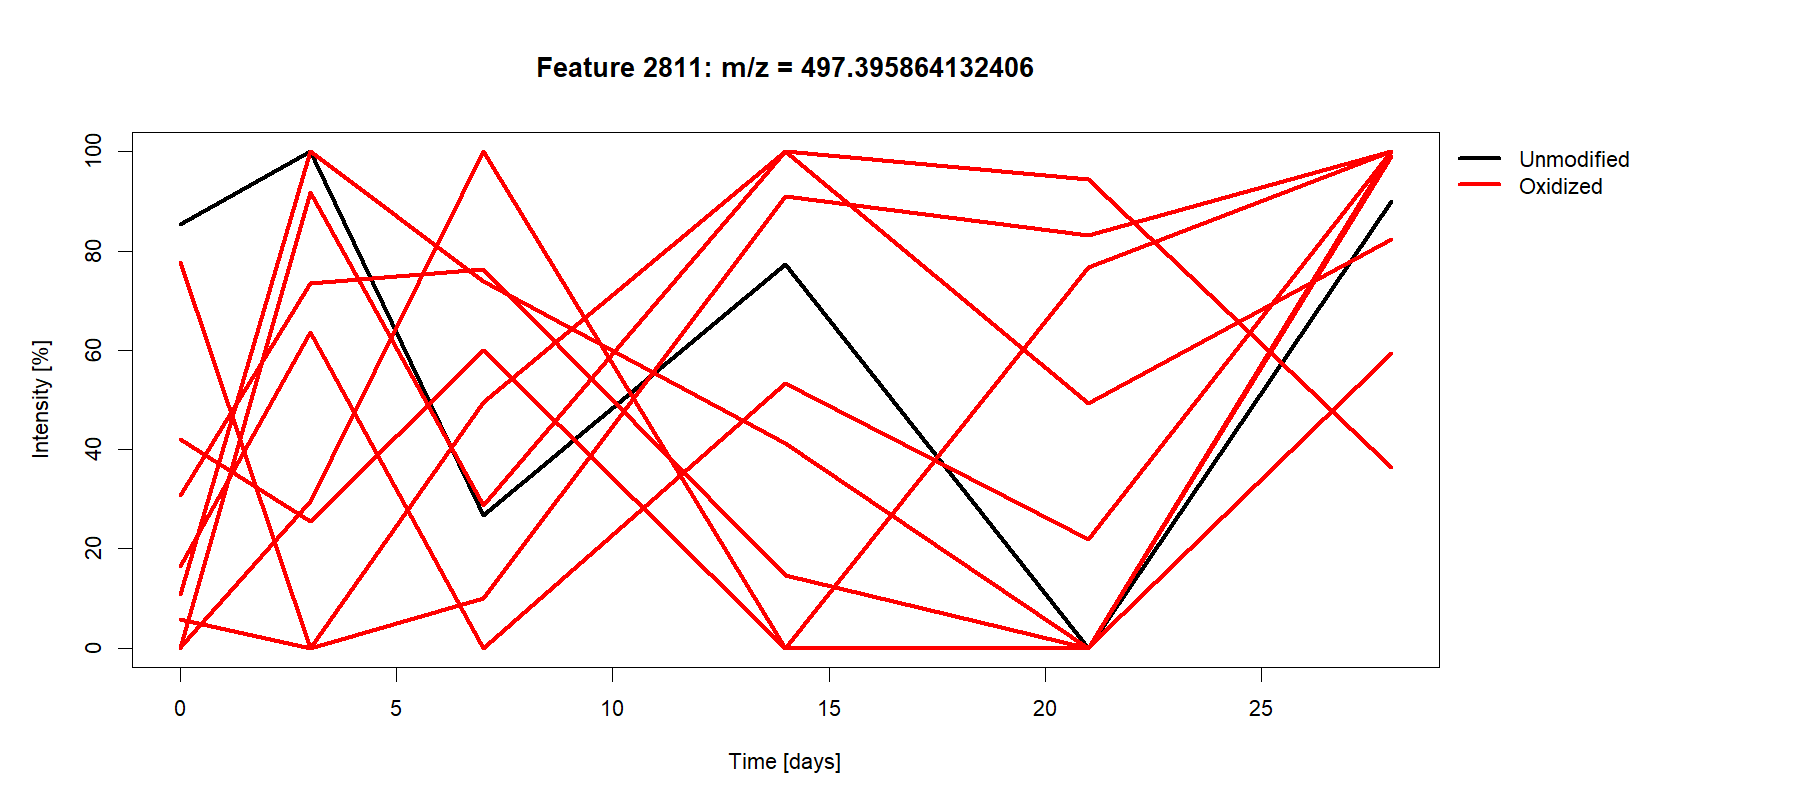 Feature 2811: m/z = 497.395864132406
Unmodified
Oxidized
Intensity [%]
100
80
60
40
20
0
0 5 10 15 20 25
Time [days]